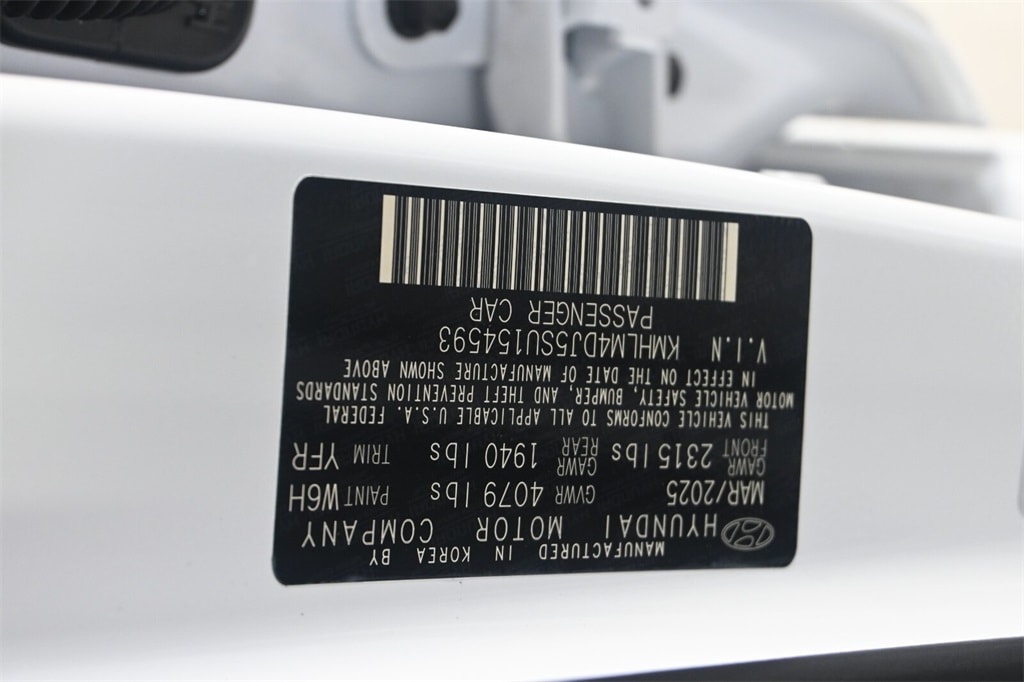 MANUFACTURED IN KOREA BY
HYUNDAI MOTOR COMPANY
MAR/2025 GVWR 4079 lbs PAINT W6H
GAWR FRONT 2315 lbs GAWR REAR 1940 lbs TRIM YFR
THIS VEHICLE CONFORMS TO ALL APPLICABLE U.S.A. FEDERAL
MOTOR VEHICLE SAFETY, BUMPER, AND, THEFT PREVENTION STANDARDS
IN EFFECT ON THE DATE OF MANUFACTURE SHOWN ABOVE
V.I.N KMHLM4DJ5SU154593
PASSENGER CAR